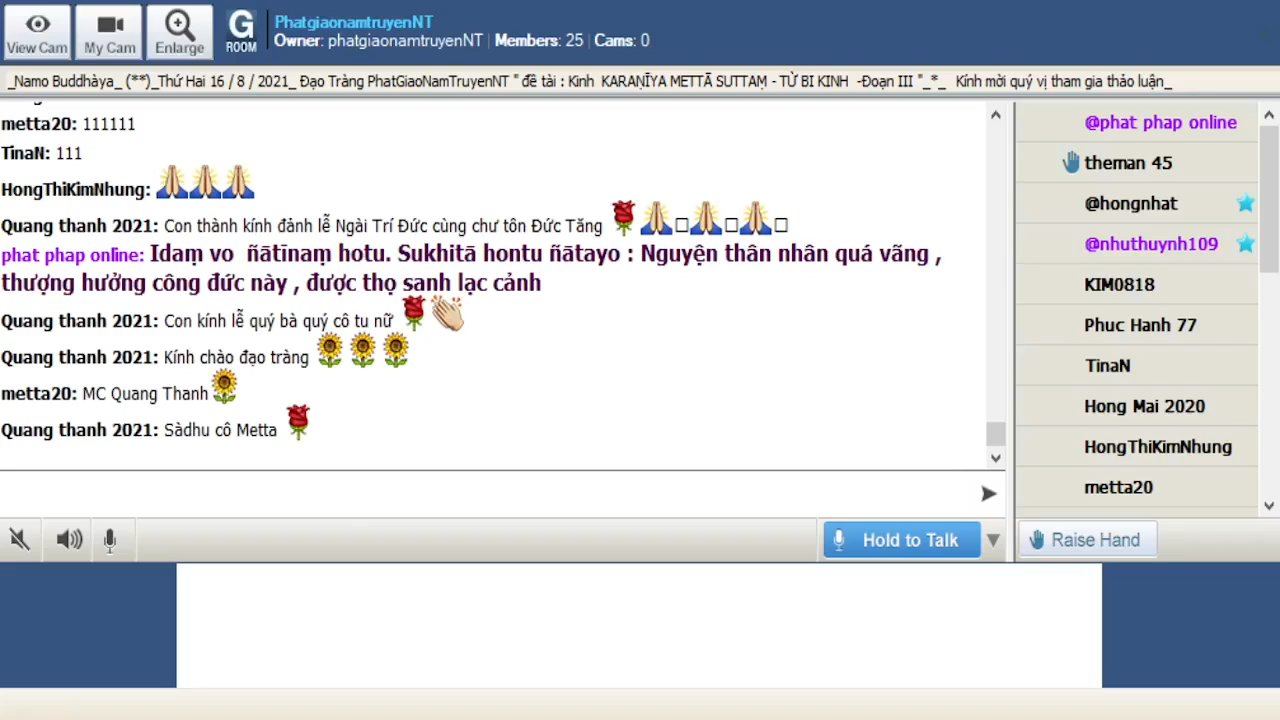 View Cam
My Cam
Enlarge
G
ROOM
PhatgiaonamtruyenNT
Owner: phatgiaonamtruyenNT | Members: 25 | Cams: 0
_Namo Buddhàya_ (**)_Thứ Hai 16 / 8 / 2021_ Đạo Tràng PhatGiaoNamTruyenNT " đề tài : Kinh KARAṆĪYA METTĀ SUTTAṂ - TỪ BI KINH -Đoạn III "_*_ Kính mời quý vị tham gia thảo luận_
metta20: 111111
TinaN: 111
HongThiKimNhung:
Quang thanh 2021: Con thành kính đảnh lễ Ngài Trí Đức cùng chư tôn Đức Tăng
phat phap online: Idaṃ vo ñātīnaṃ hotu. Sukhitā hontu ñātayo : Nguyện thân nhân quá vãng ,
thượng hưởng công đức này , được thọ sanh lạc cảnh
Quang thanh 2021: Con kính lễ quý bà quý cô tu nữ
Quang thanh 2021: Kính chào đạo tràng
metta20: MC Quang Thanh
Quang thanh 2021: Sàdhu cô Metta
@phat phap online
theman 45
@hongnhat
@nhuthuynh109
KIM0818
Phuc Hanh 77
TinaN
Hong Mai 2020
HongThiKimNhung
metta20
Hold to Talk
Raise Hand